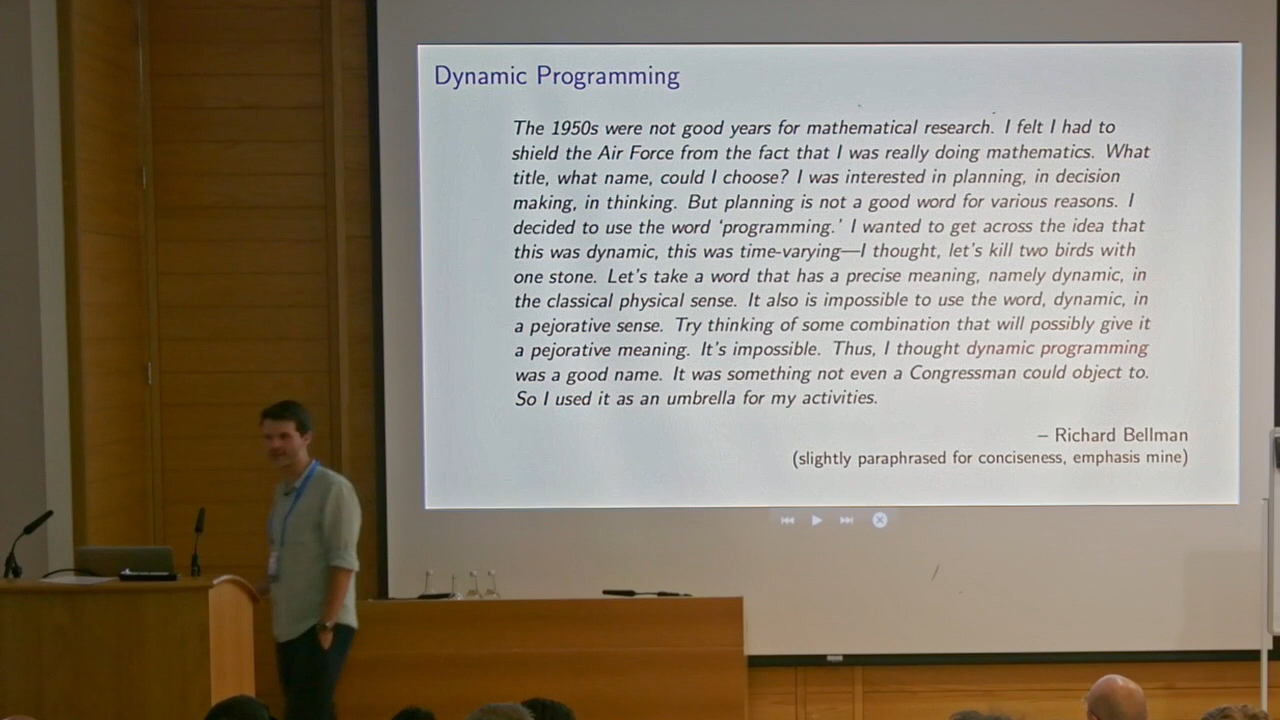 Dynamic Programming
The 1950s were not good years for mathematical research. I felt I had to
shield the Air Force from the fact that I was really doing mathematics. What
title, what name, could I choose? I was interested in planning, in decision
making, in thinking. But planning is not a good word for various reasons. I
decided to use the word ‘programming.’ I wanted to get across the idea that
this was dynamic, this was time-varying—I thought, let’s kill two birds with
one stone. Let’s take a word that has a precise meaning, namely dynamic, in
the classical physical sense. It also is impossible to use the word, dynamic, in
a pejorative sense. Try thinking of some combination that will possibly give it
a pejorative meaning. It’s impossible. Thus, I thought dynamic programming
was a good name. It was something not even a Congressman could object to.
So I used it as an umbrella for my activities.
– Richard Bellman
(slightly paraphrased for conciseness, emphasis mine)